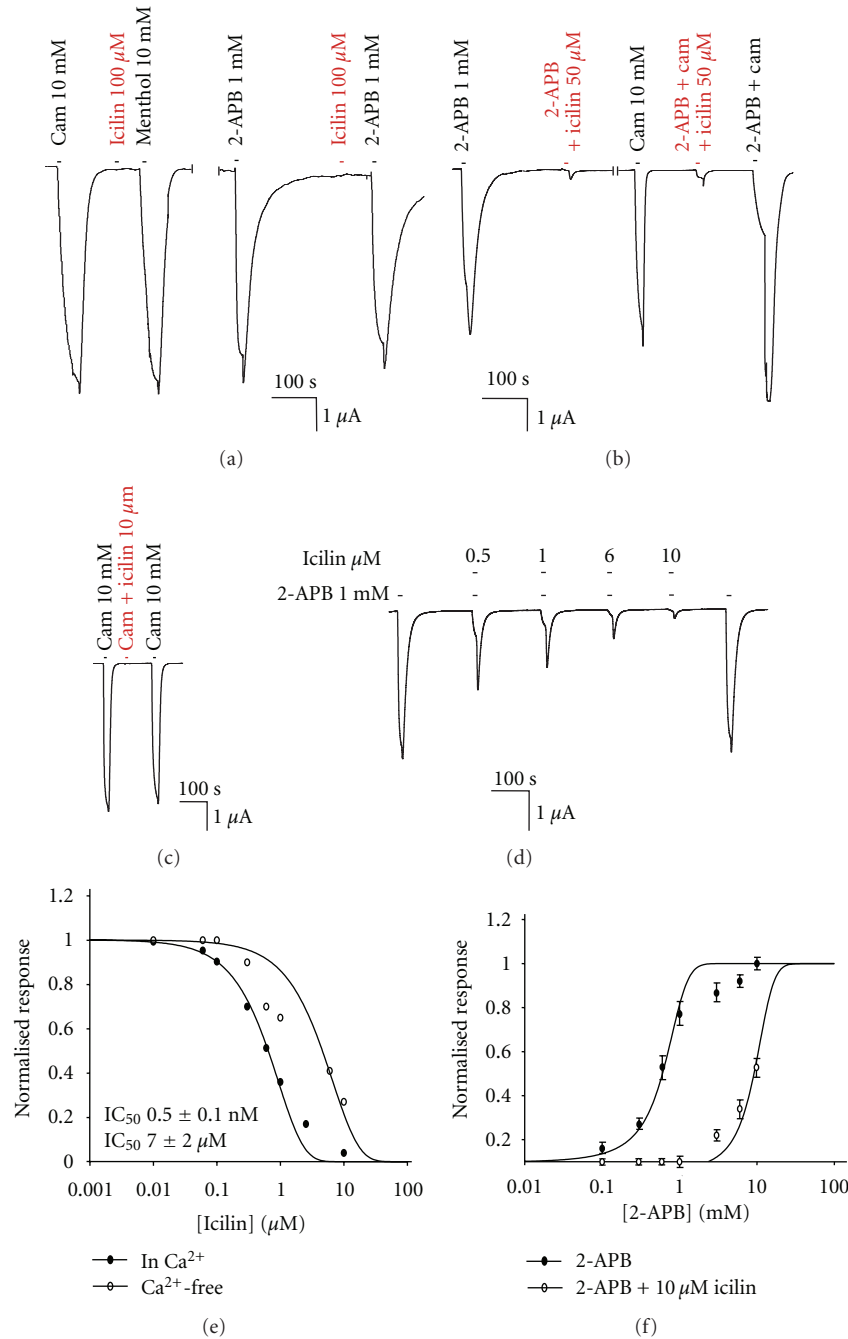 Cam 10 mM
Icilin 100 µM
Menthol 10 mM
2-APB 1 mM
Icilin 100 µM
2-APB 1 mM
100 s
1 µA
(a)
2-APB 1 mM
2-APB
+ icilin 50 µM
Cam 10 mM
2-APB + cam
+ icilin 50 µM
2-APB + cam
100 s
1 µA
(b)
Cam 10 mM
Cam + icilin 10 µm
Cam 10 mM
100 s
1 µA
(c)
Icilin µM 0.5 1 6 10
2-APB 1 mM
100 s
1 µA
(d)
Normalised response
1.2
1
0.8
0.6
0.4
0.2
0
IC₅₀ 0.5 ± 0.1 nM
IC₅₀ 7 ± 2 µM
0.001 0.01 0.1 1 10 100
[Icilin] (µM)
In Ca²⁺
Ca²⁺-free
(e)
Normalised response
1.2
1
0.8
0.6
0.4
0.2
0.01 0.1 1 10 100
[2-APB] (mM)
2-APB
2-APB + 10 µM icilin
(f)